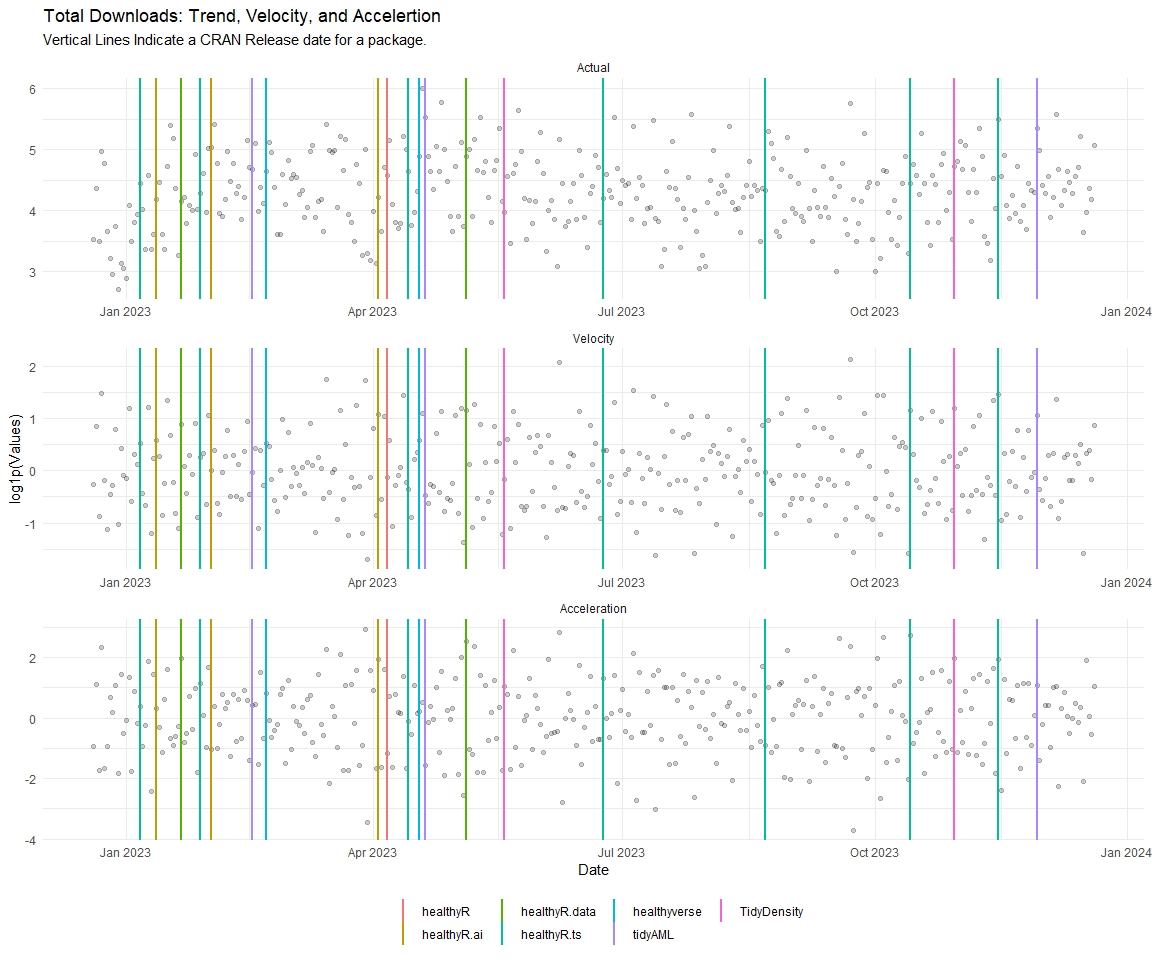 Total Downloads: Trend, Velocity, and Accelertion
Vertical Lines Indicate a CRAN Release date for a package.
Actual
6
5
4
3
Jan 2023 Apr 2023 Jul 2023 Oct 2023 Jan 2024
Velocity
2
1
0
-1
Jan 2023 Apr 2023 Jul 2023 Oct 2023 Jan 2024
log1p(Values)
Acceleration
2
0
-2
-4
Jan 2023 Apr 2023 Jul 2023 Oct 2023 Jan 2024
Date
healthyR healthyR.data healthyverse TidyDensity
healthyR.ai healthyR.ts tidyAML